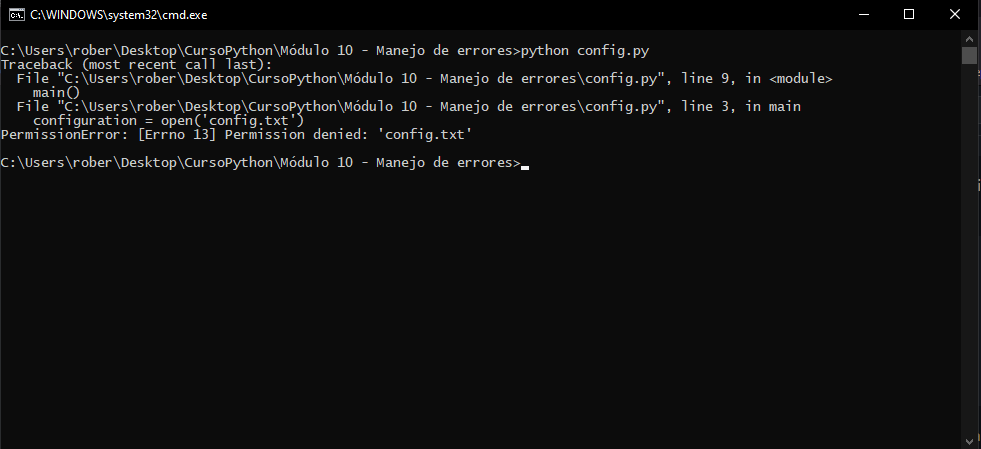 C:\WINDOWS\system32\cmd.exe
C:\Users\rober\Desktop\CursoPython\Módulo 10 - Manejo de errores>python config.py
Traceback (most recent call last):
  File "C:\Users\rober\Desktop\CursoPython\Módulo 10 - Manejo de errores\config.py", line 9, in <module>
    main()
  File "C:\Users\rober\Desktop\CursoPython\Módulo 10 - Manejo de errores\config.py", line 3, in main
    configuration = open('config.txt')
PermissionError: [Errno 13] Permission denied: 'config.txt'
C:\Users\rober\Desktop\CursoPython\Módulo 10 - Manejo de errores>